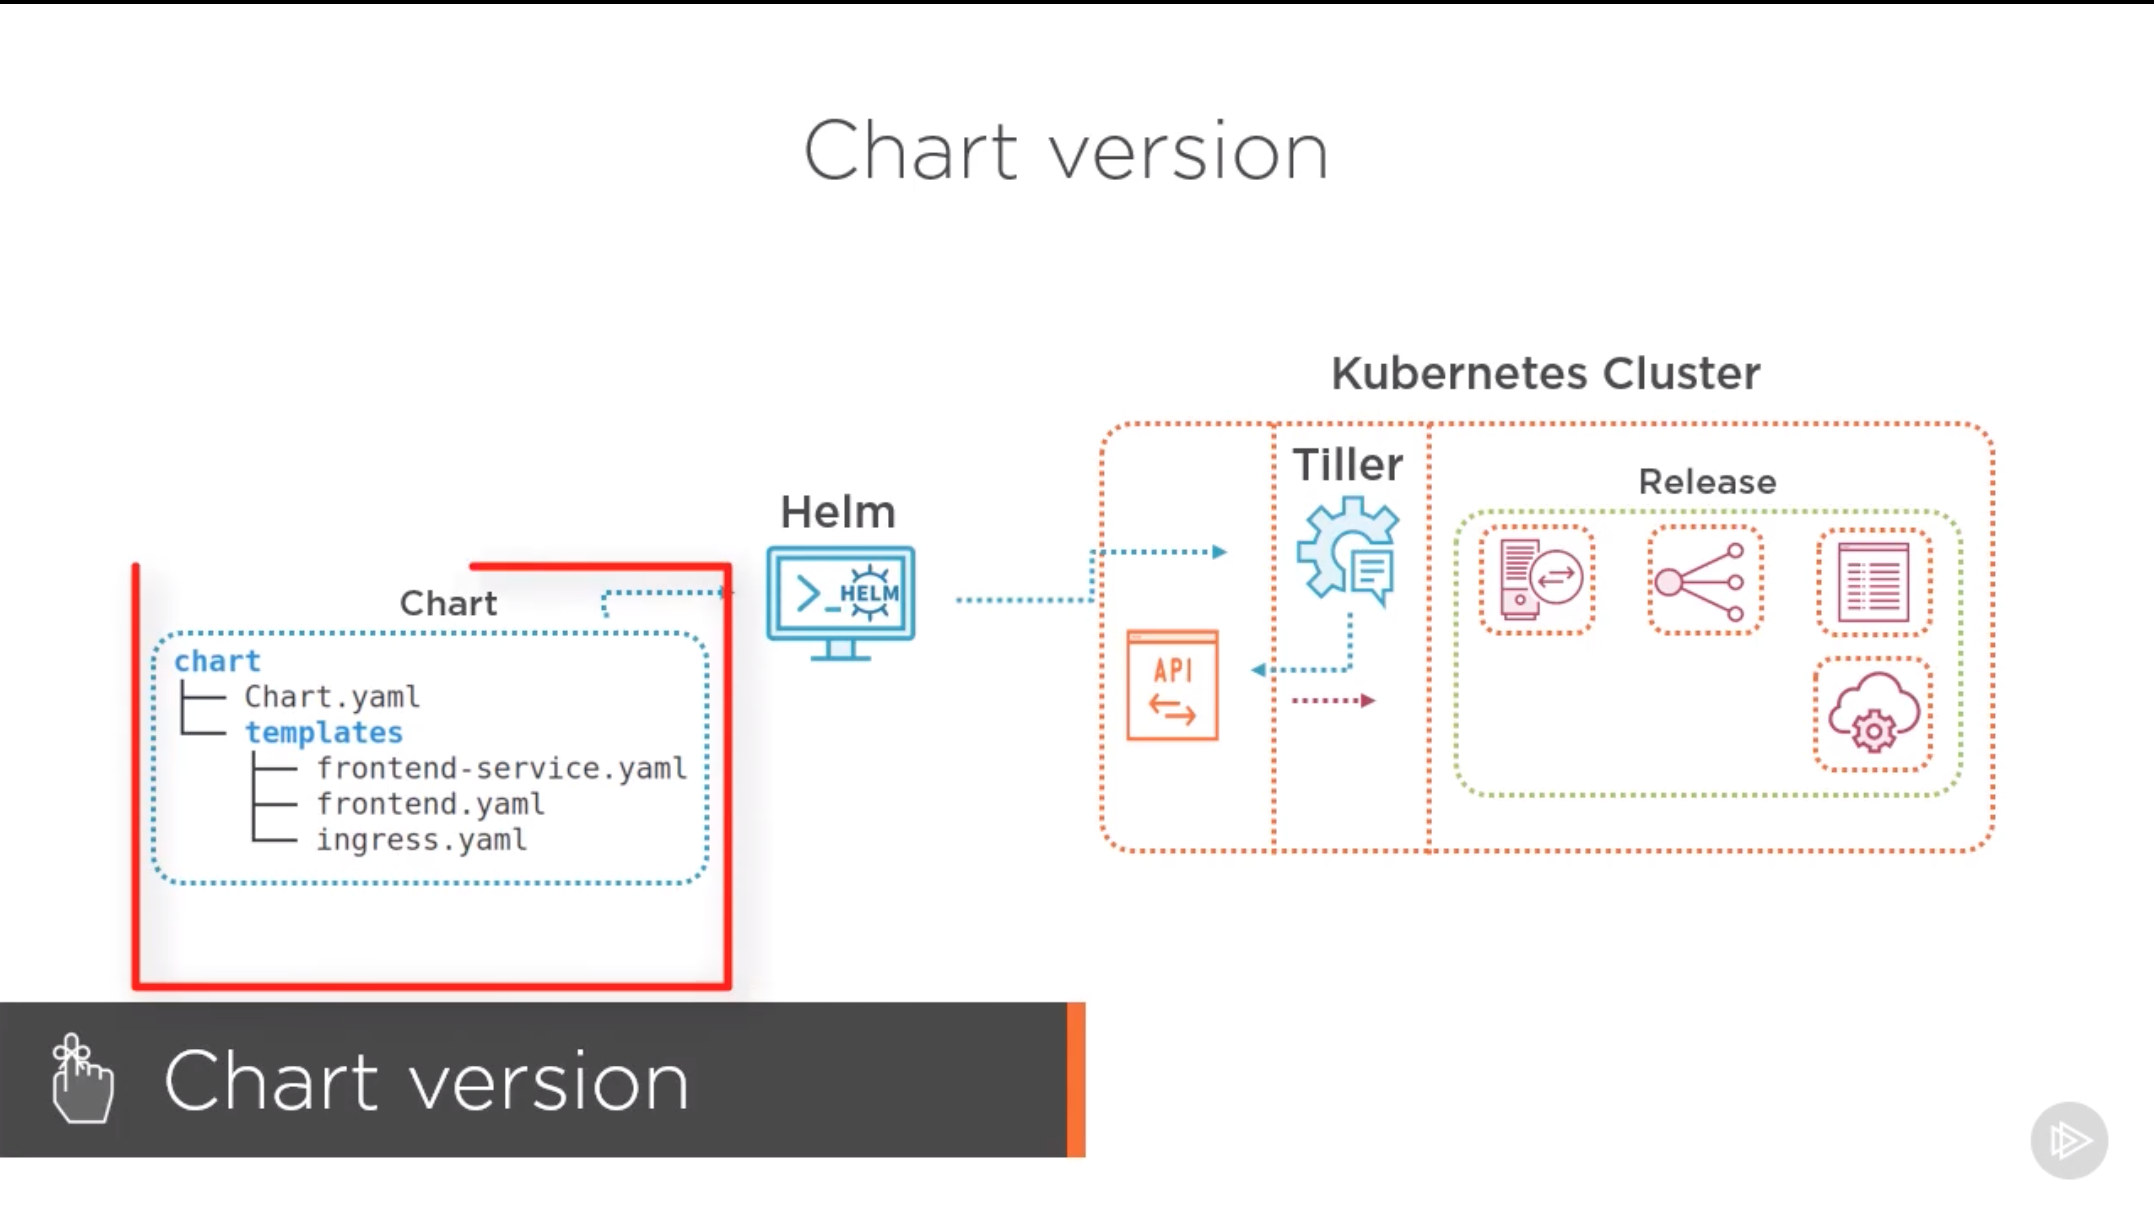 Chart version
Kubernetes Cluster
Tiller
Release
Helm
>_ HELM
Chart
API
chart
Chart.yaml
templates
frontend-service.yaml
frontend.yaml
ingress.yaml
Chart version